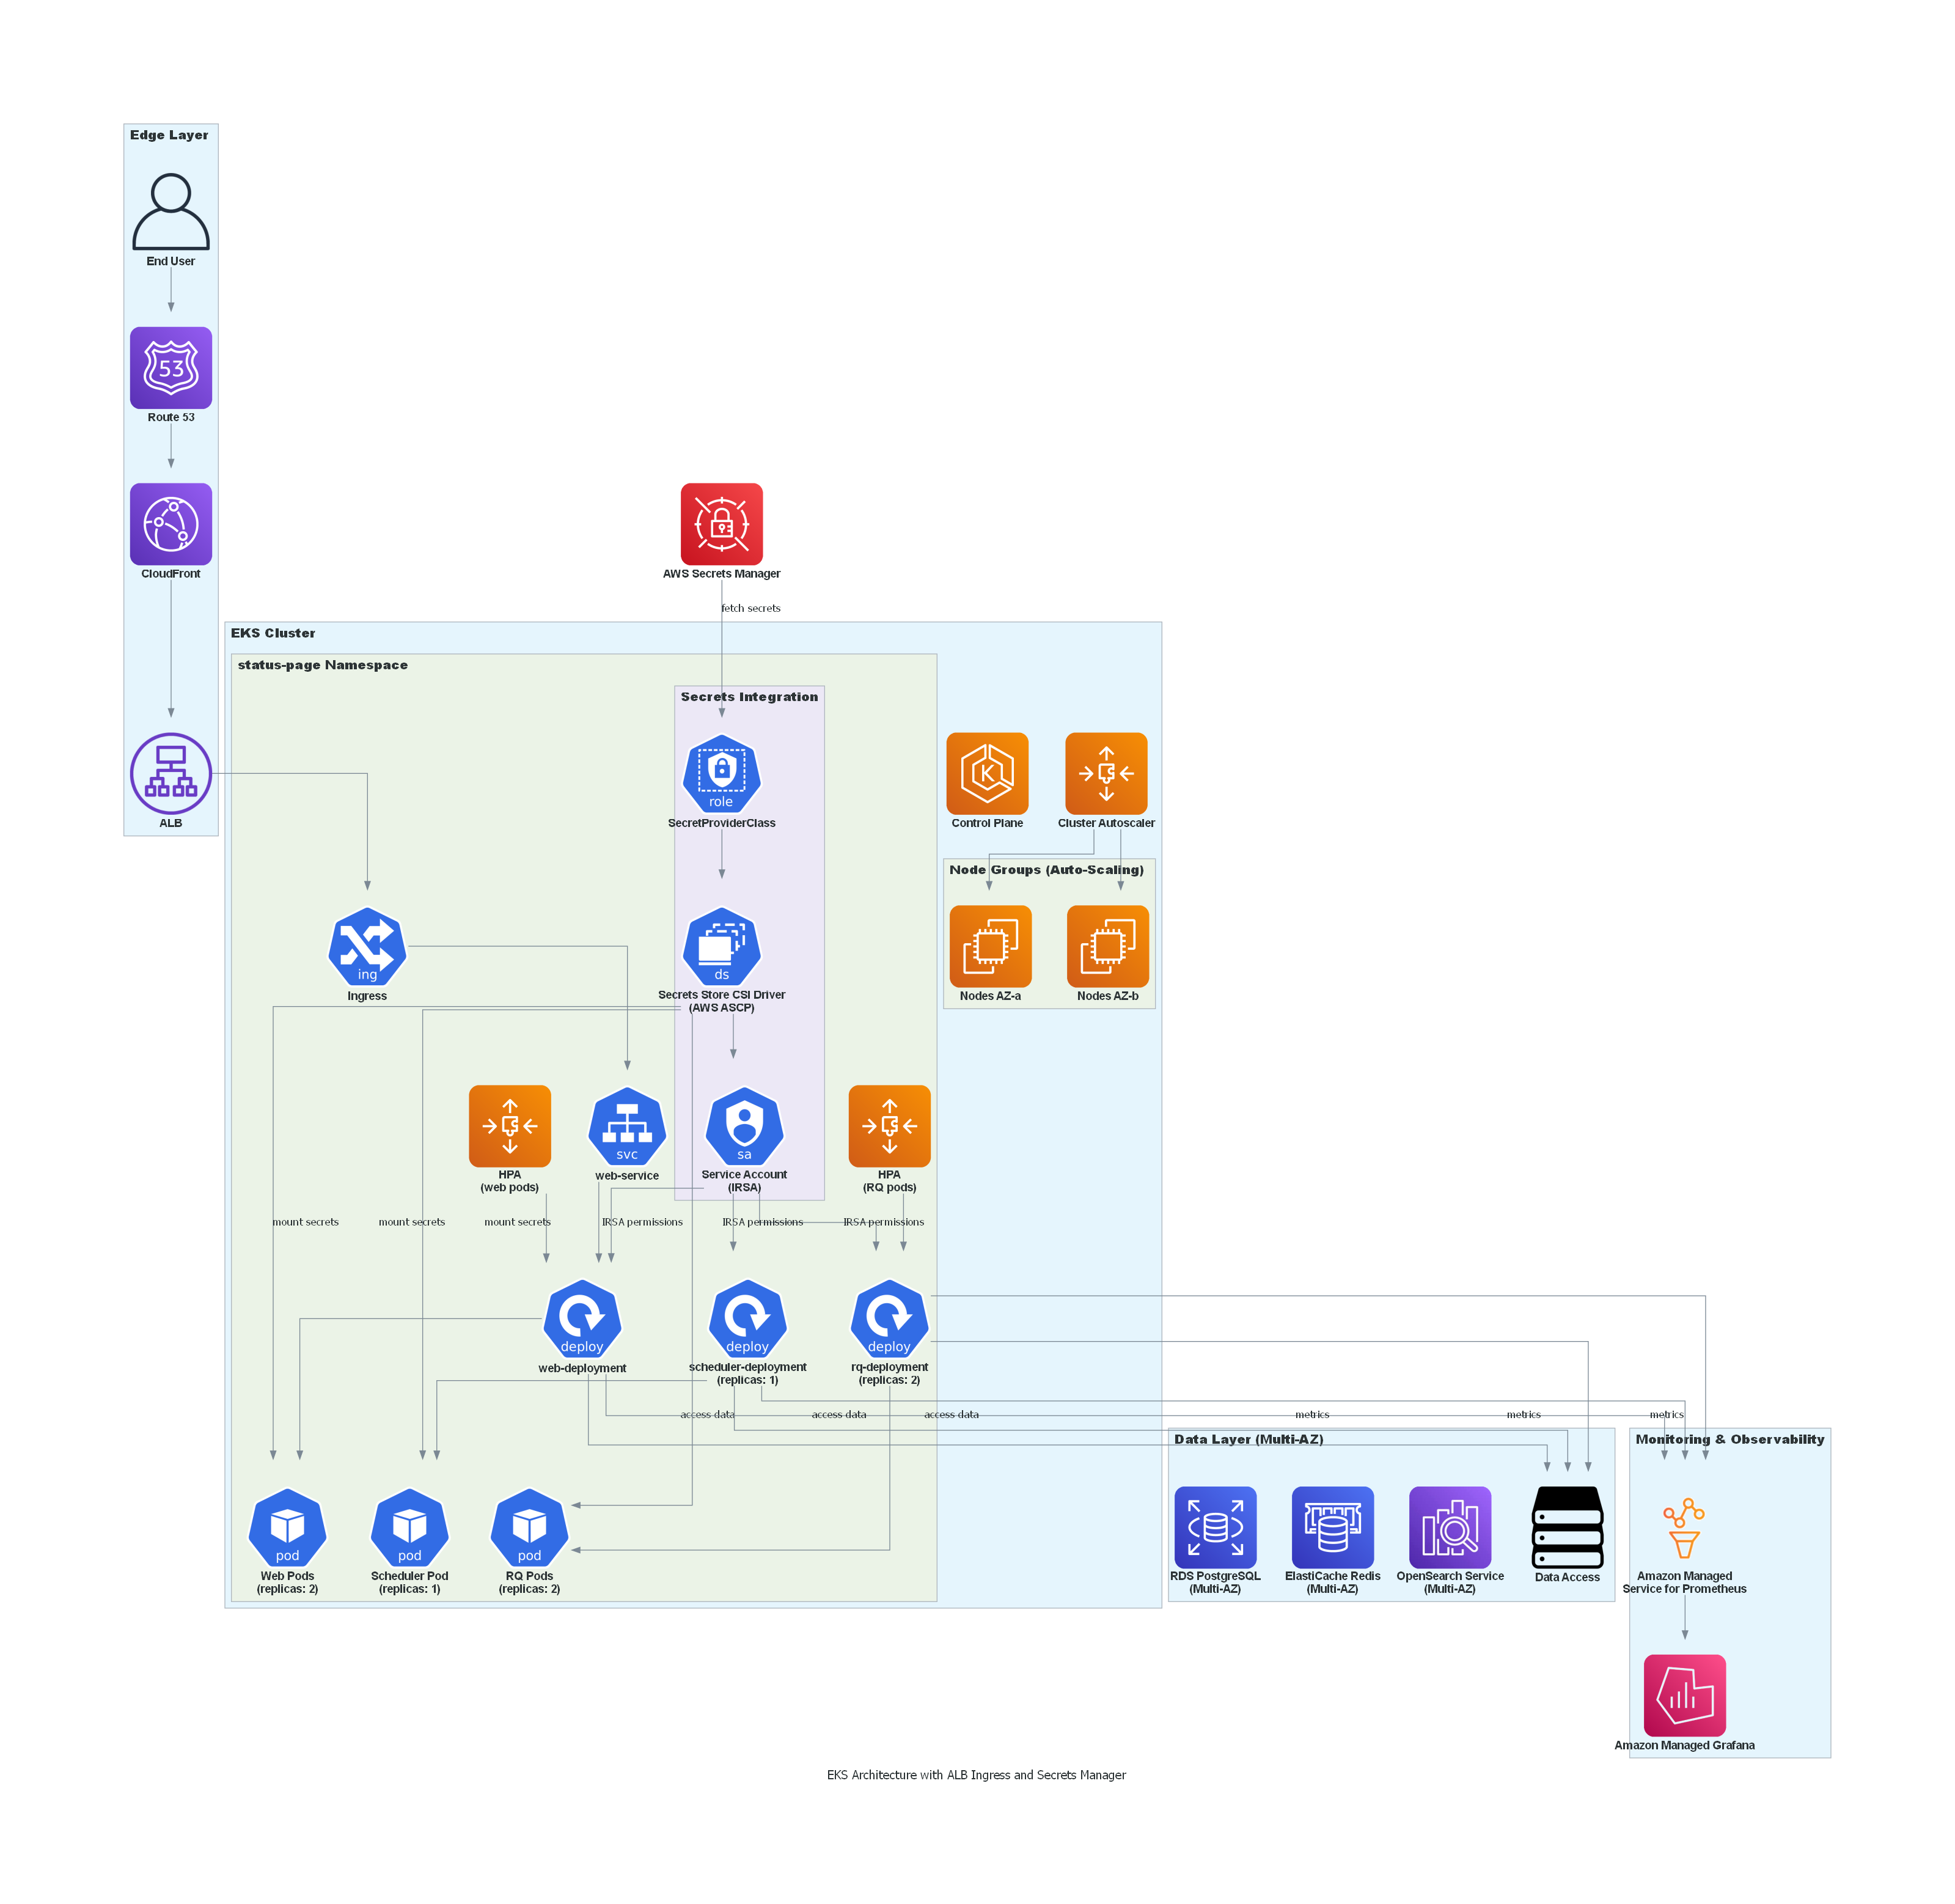 Edge Layer
End User
53
Route 53
CloudFront
ALB
AWS Secrets Manager
fetch secrets
EKS Cluster
status-page Namespace
Secrets Integration
role
SecretProviderClass
Control Plane
Cluster Autoscaler
Node Groups (Auto-Scaling)
ing
Ingress
ds
Secrets Store CSI Driver
(AWS ASCP)
Nodes AZ-a
Nodes AZ-b
HPA
(web pods)
svc
web-service
sa
Service Account
(IRSA)
HPA
(RQ pods)
mount secrets
mount secrets
mount secrets
IRSA permissions
IRSA permissions
IRSA permissions
deploy
web-deployment
deploy
scheduler-deployment
(replicas: 1)
deploy
rq-deployment
(replicas: 2)
access data
access data
access data
metrics
metrics
metrics
Data Layer (Multi-AZ)
Monitoring & Observability
pod
Web Pods
(replicas: 2)
pod
Scheduler Pod
(replicas: 1)
pod
RQ Pods
(replicas: 2)
RDS PostgreSQL
(Multi-AZ)
ElastiCache Redis
(Multi-AZ)
OpenSearch Service
(Multi-AZ)
Data Access
Amazon Managed
Service for Prometheus
Amazon Managed Grafana
EKS Architecture with ALB Ingress and Secrets Manager